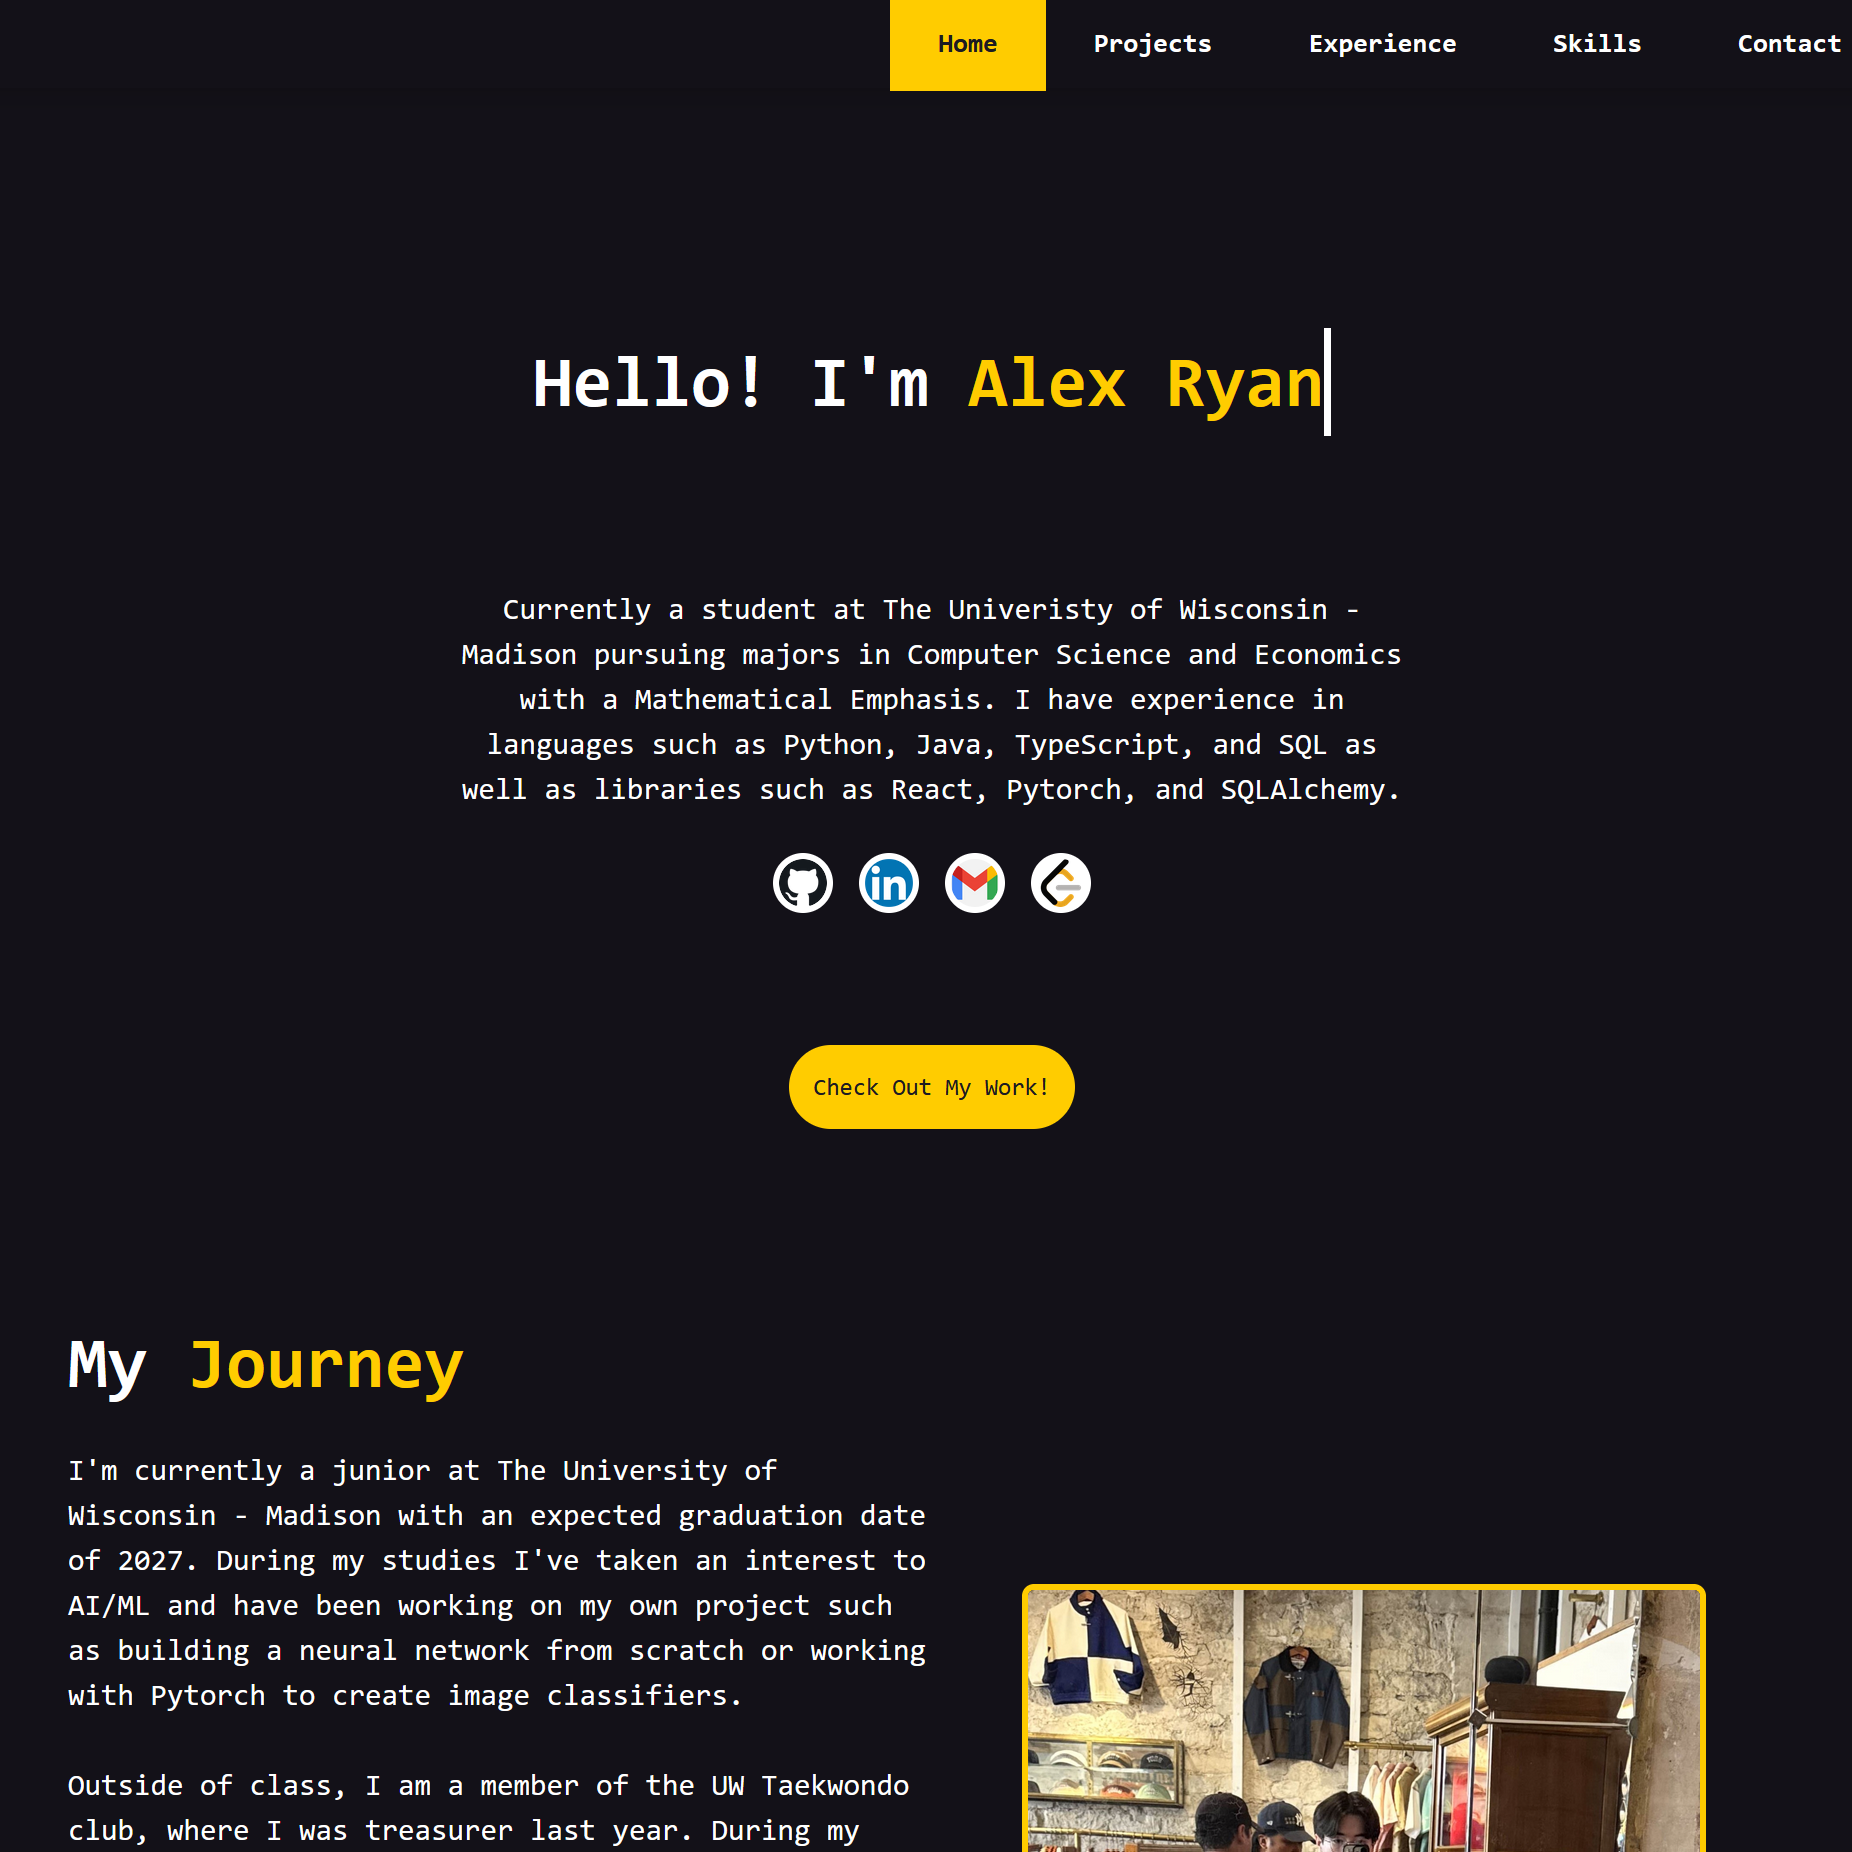 Home Projects Experience Skills Contact
Hello! I'm Alex Ryan
Currently a student at The Univeristy of Wisconsin -
Madison pursuing majors in Computer Science and Economics
with a Mathematical Emphasis. I have experience in
languages such as Python, Java, TypeScript, and SQL as
well as libraries such as React, Pytorch, and SQLAlchemy.
in
Check Out My Work!
My Journey
I'm currently a junior at The University of
Wisconsin - Madison with an expected graduation date
of 2027. During my studies I've taken an interest to
AI/ML and have been working on my own project such
as building a neural network from scratch or working
with Pytorch to create image classifiers.
Outside of class, I am a member of the UW Taekwondo
club, where I was treasurer last year. During my